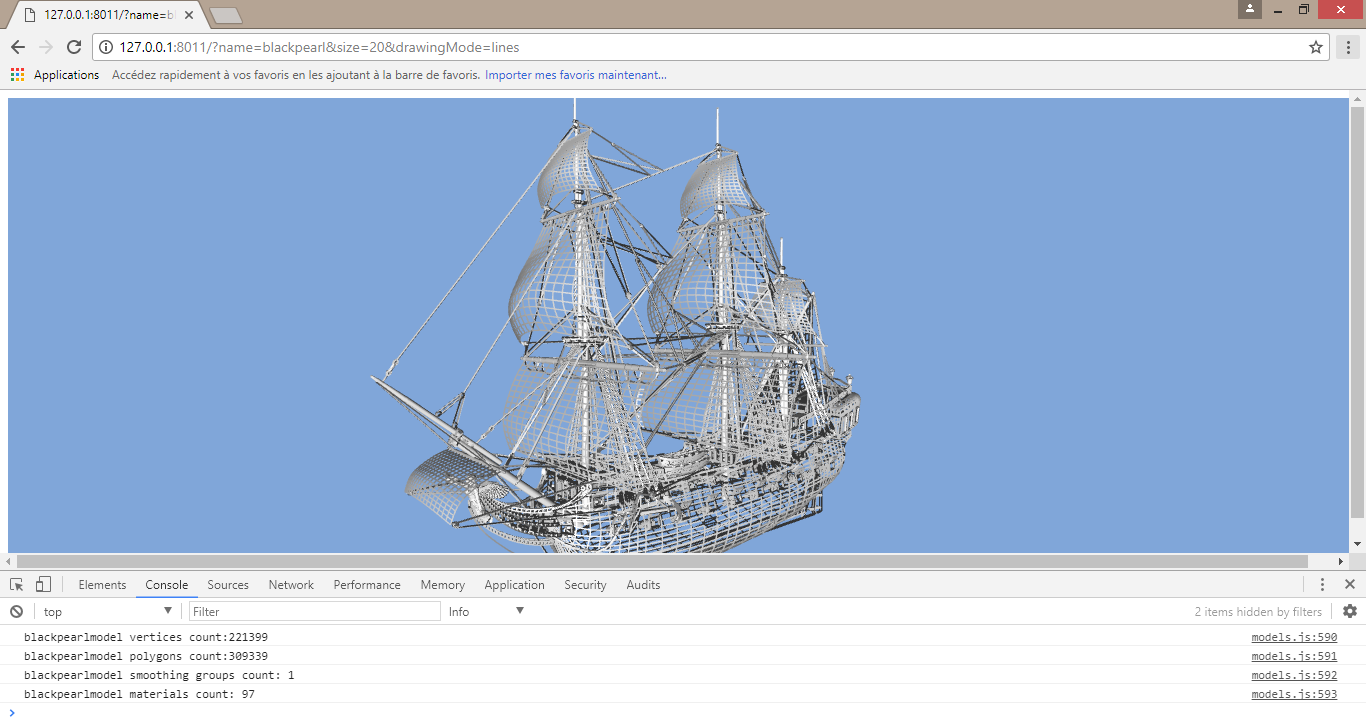 127.0.0.1:8011/?name=bl
127.0.0.1:8011/?name=blackpearl&size=20&drawingMode=lines
Applications Accédez rapidement à vos favoris en les ajoutant à la barre de favoris. Importer mes favoris maintenant...
Elements Console Sources Network Performance Memory Application Security Audits
top Filter Info 2 items hidden by filters
blackpearlmodel vertices count:221399 models.js:590
blackpearlmodel polygons count:309339 models.js:591
blackpearlmodel smoothing groups count: 1 models.js:592
blackpearlmodel materials count: 97 models.js:593